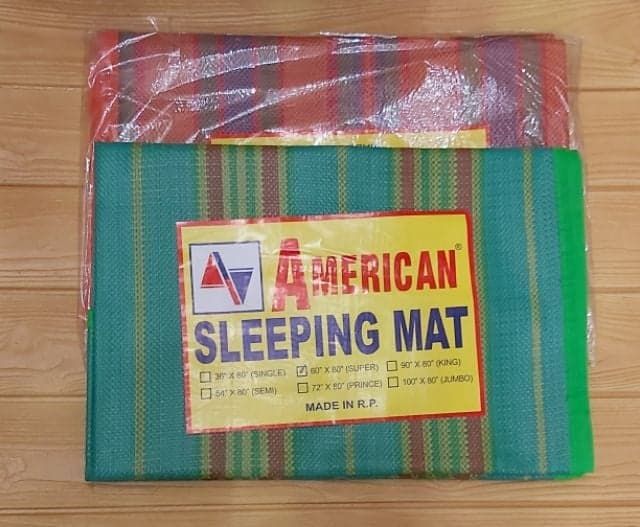 AMERICAN®
SLEEPING MAT
36" X 80" (SINGLE) 60" X 80" (SUPER) 90" X 80" (KING)
54" X 80" (SEMI) 72" X 80" (PRINCE) 100" X 80" (JUMBO)
MADE IN R.P.